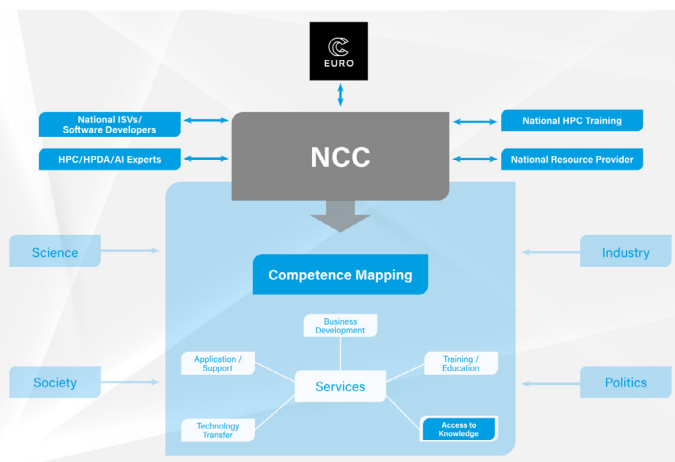 EURO
National ISVs/
Software Developers
National HPC Training
NCC
HPC/HPDA/AI Experts
National Resource Provider
Science
Industry
Competence Mapping
Business
Development
Application /
Support
Training /
Education
Services
Society
Politics
Technology
Transfer
Access to
Knowledge